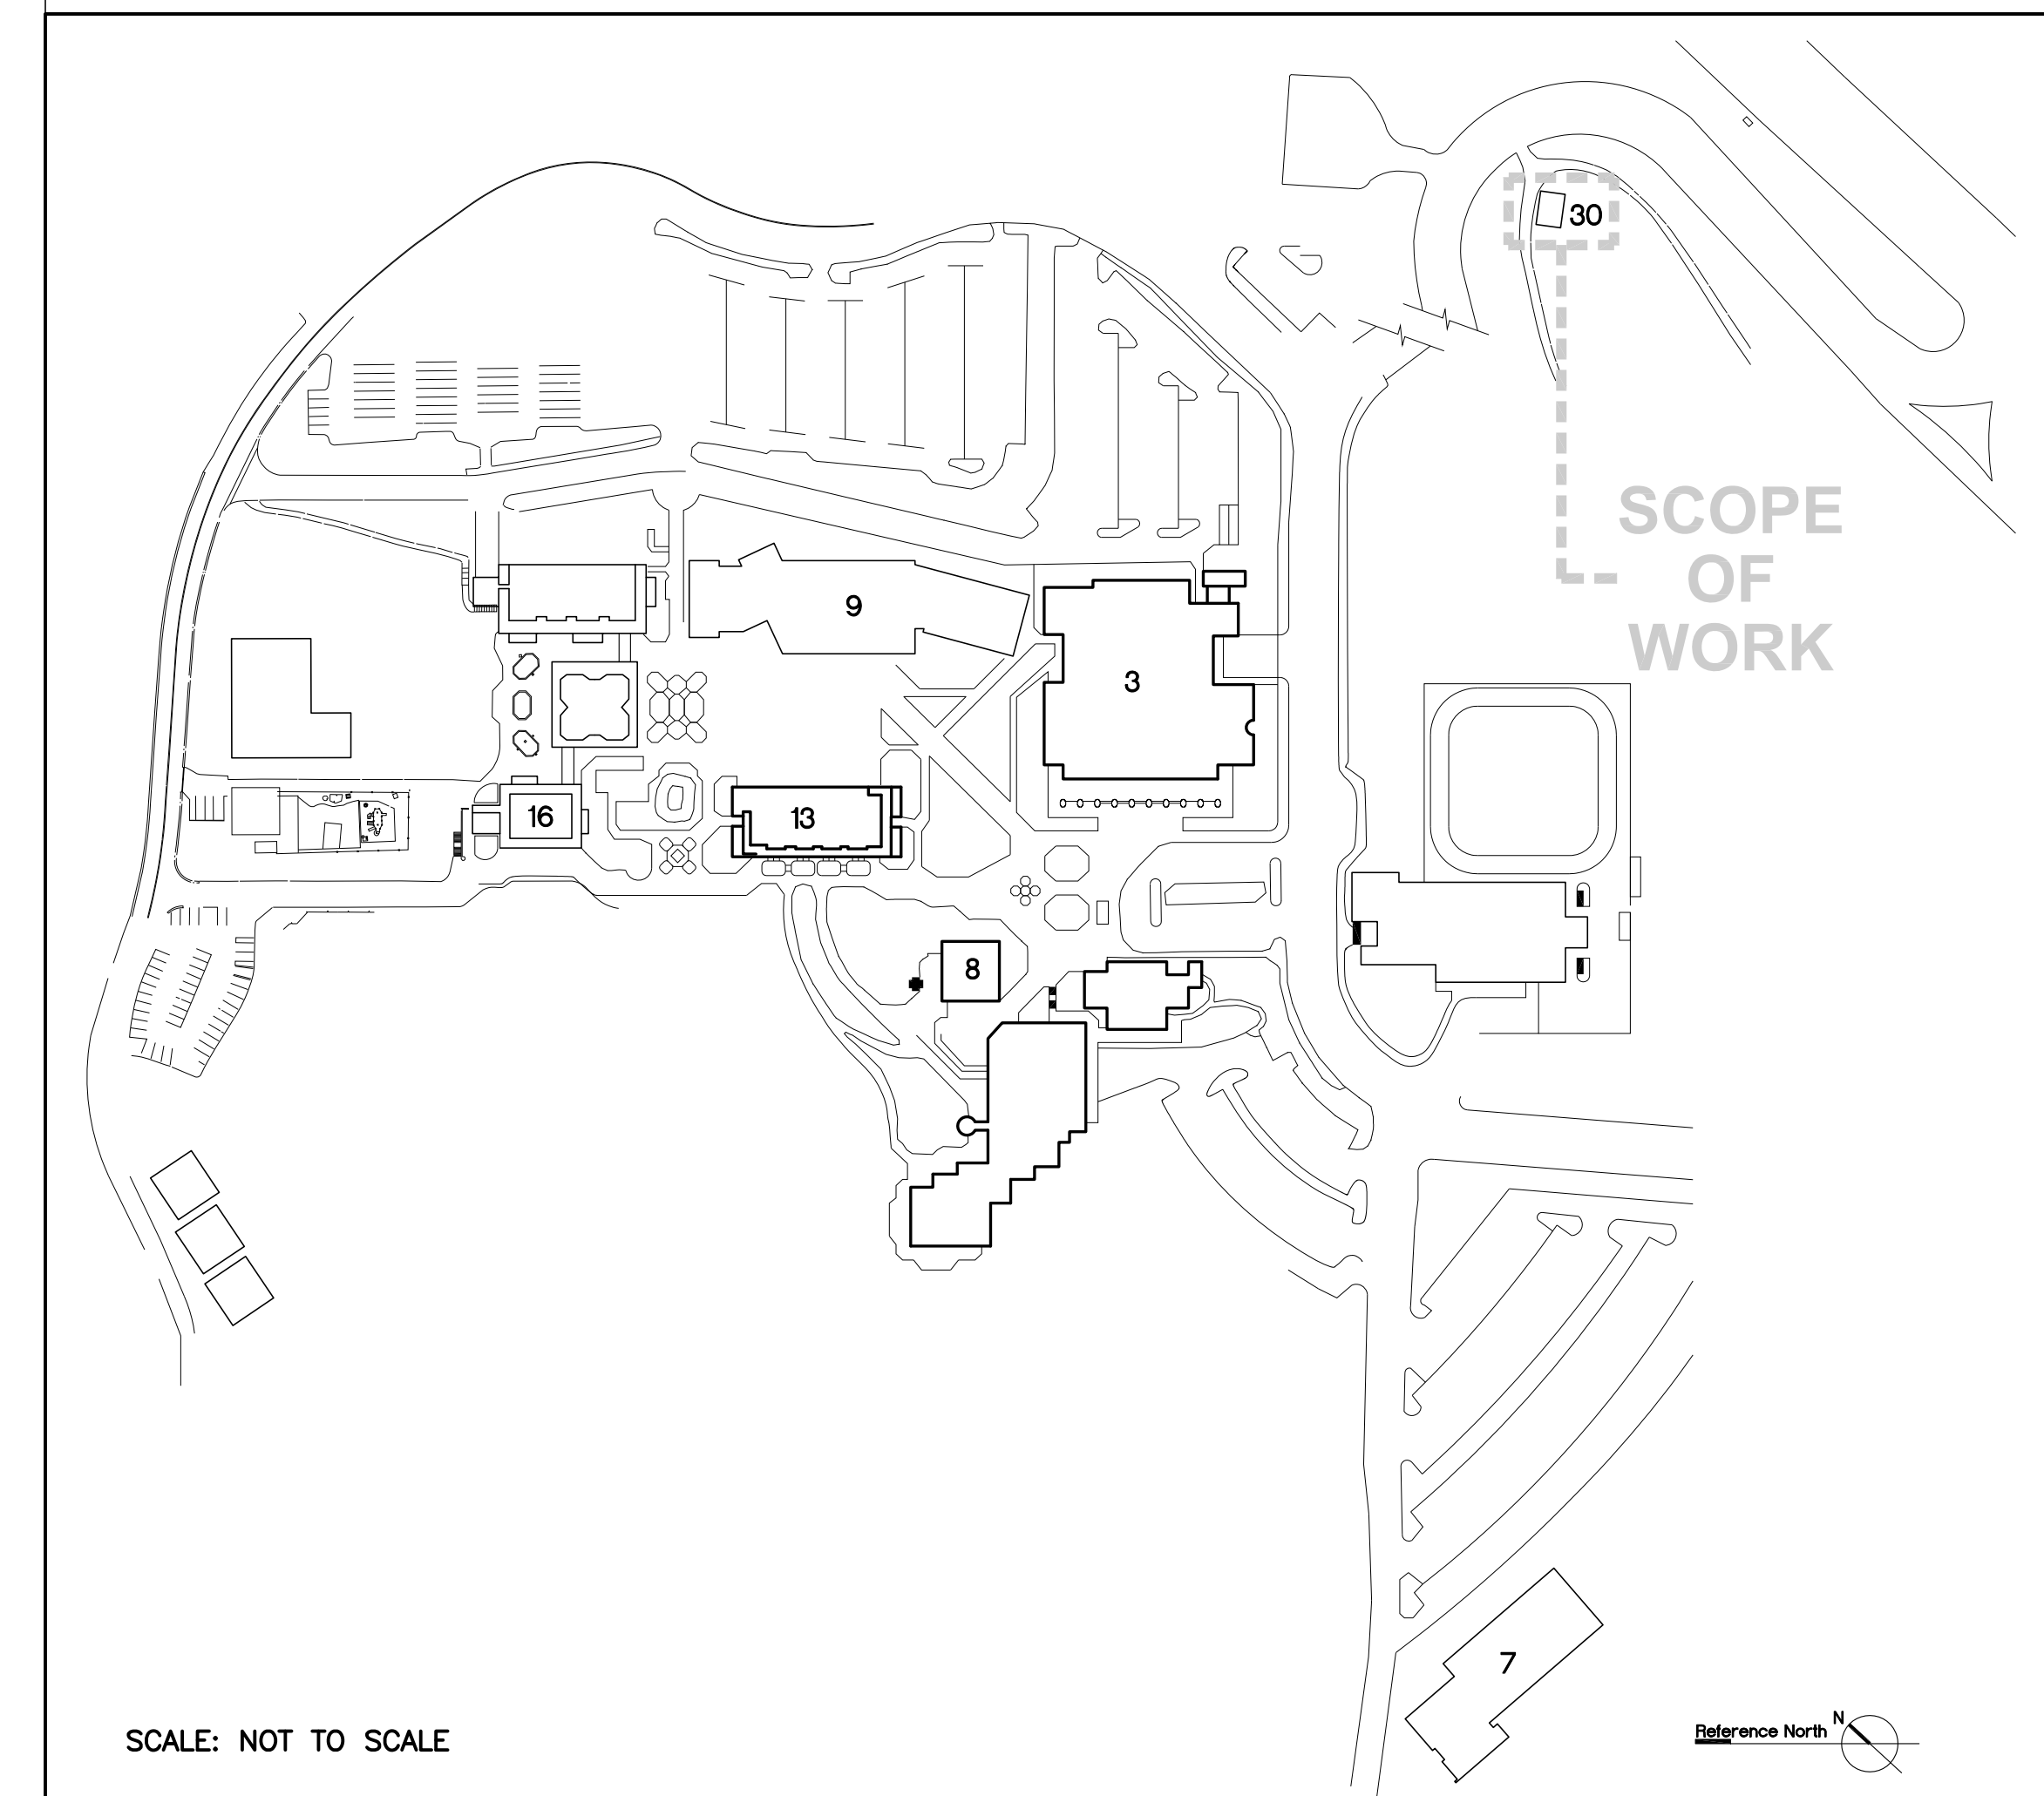 30
SCOPE
OF
WORK
9
3
16
13
8
7
SCALE: NOT TO SCALE
Reference North
N